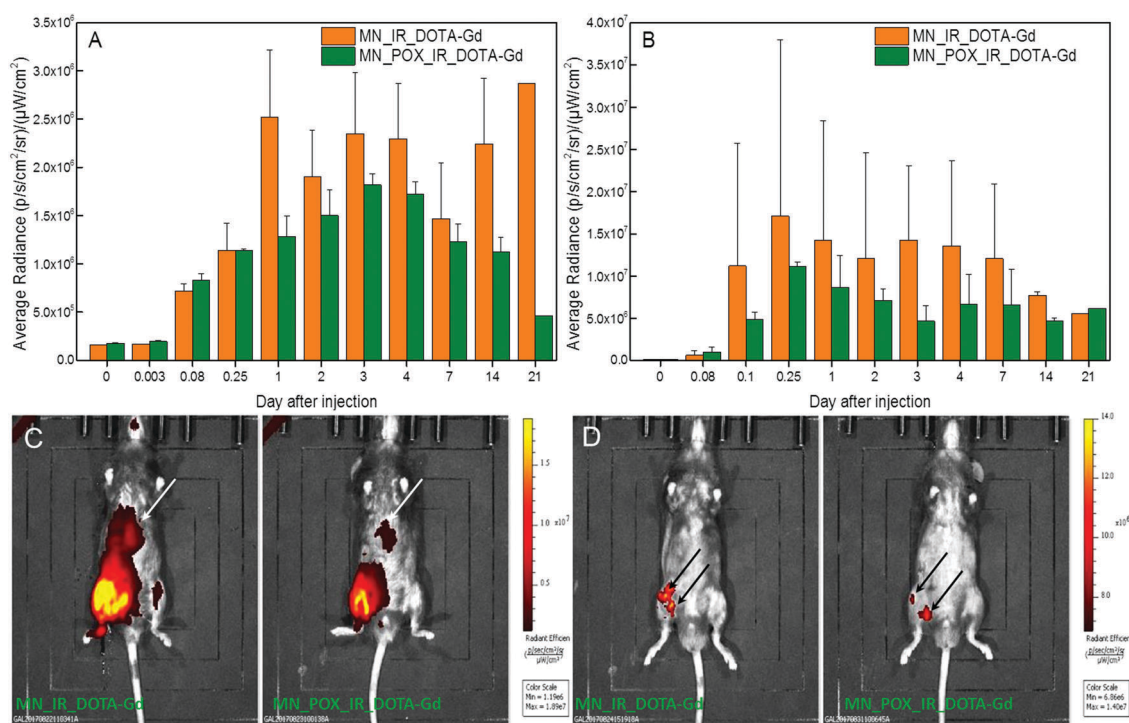 A
MN_IR_DOTA-Gd
MN_POX_IR_DOTA-Gd
Average Radiance (p/s/cm²/sr)/(µW/cm²)
3.5x10⁶
3.0x10⁶
2.5x10⁶
2.0x10⁶
1.5x10⁶
1.0x10⁶
5.0x10⁵
0.0
0 0.003 0.08 0.25 1 2 3 4 7 14 21
Day after injection
B
MN_IR_DOTA-Gd
MN_POX_IR_DOTA-Gd
Average Radiance (p/s/cm²/sr)/(µW/cm²)
4.0x10⁷
3.5x10⁷
3.0x10⁷
2.5x10⁷
2.0x10⁷
1.5x10⁷
1.0x10⁷
5.0x10⁶
0.0
0 0.08 0.1 0.25 1 2 3 4 7 14 21
Day after injection
C
MN_IR_DOTA-Gd
MN_POX_IR_DOTA-Gd
1.5
1.0
x10⁷
0.5
Radiant Efficien
Color Scale
Min = 1.19e6
Max = 1.89e7
D
MN_IR_DOTA-Gd
MN_POX_IR_DOTA-Gd
14.0
12.0
x10⁶
10.0
8.0
Radiant Efficien
Color Scale
Min = 6.86e6
Max = 1.40e7